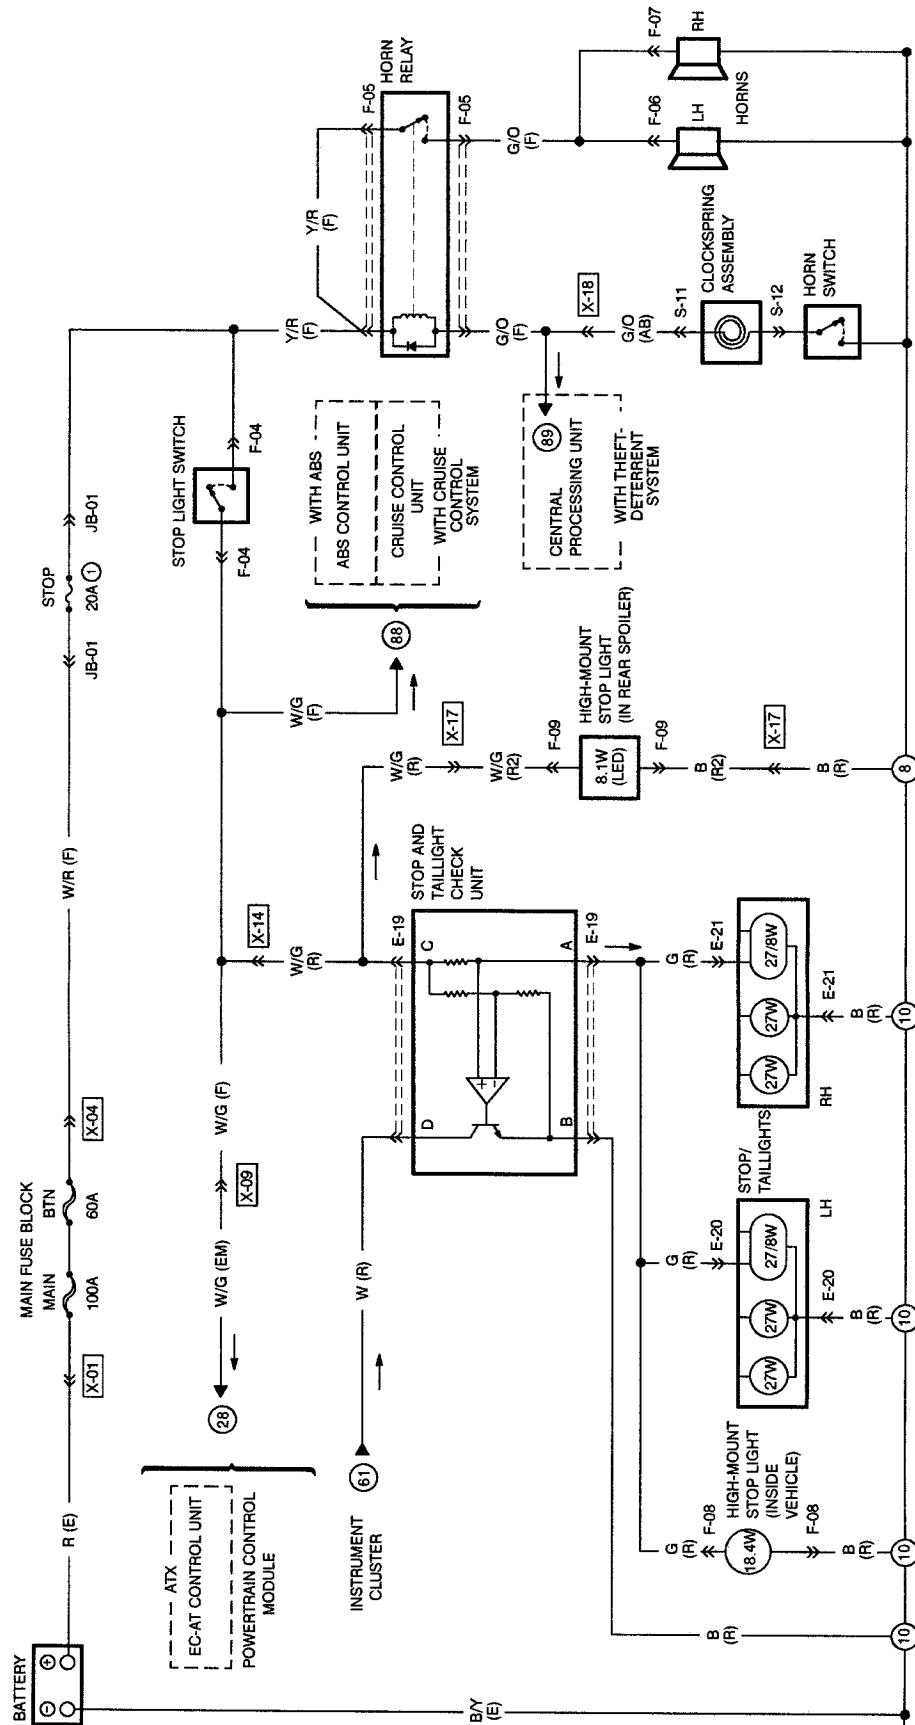 BATTERY
R (E)
B/Y
(E)
X-01
MAIN FUSE BLOCK
MAIN
100A
BTN
60A
X-04
W/R (F)
JB-01
STOP
20A ①
JB-01
STOP LIGHT SWITCH
F-04
F-04
ATX
EC-AT CONTROL UNIT
POWERTRAIN CONTROL
MODULE
28
W/G (EM)
X-09
W/G (F)
X-14
W/G
(R)
W/G
(F)
88
WITH ABS
ABS CONTROL UNIT
CRUISE CONTROL
UNIT
WITH CRUISE
CONTROL
SYSTEM
Y/R
(F)
Y/R
(F)
F-05
HORN
RELAY
F-05
G/O
(F)
G/O
(F)
INSTRUMENT
CLUSTER
61
W (R)
E-19
STOP AND
TAILLIGHT
CHECK
UNIT
D
C
B
A
E-19
W/G
(R)
X-17
W/G
(R2)
F-09
8.1W
(LED)
HIGH-MOUNT
STOP LIGHT
(IN REAR SPOILER)
F-09
B
(R2)
X-17
B
(R)
8
89
CENTRAL
PROCESSING UNIT
WITH THEFT-
DETERRENT
SYSTEM
X-18
G/O
(AB)
S-11
CLOCKSPRING
ASSEMBLY
S-12
HORN
SWITCH
F-06
LH
F-07
RH
HORNS
G
(R)
F-08
18.4W
HIGH-MOUNT
STOP LIGHT
(INSIDE
VEHICLE)
F-08
B
(R)
10
B
(R)
10
G
(R)
E-20
27W
27W
27/8W
LH
STOP/
TAILLIGHTS
E-20
B
(R)
10
G
(R)
E-21
27W
27W
27/8W
RH
E-21
B
(R)
10